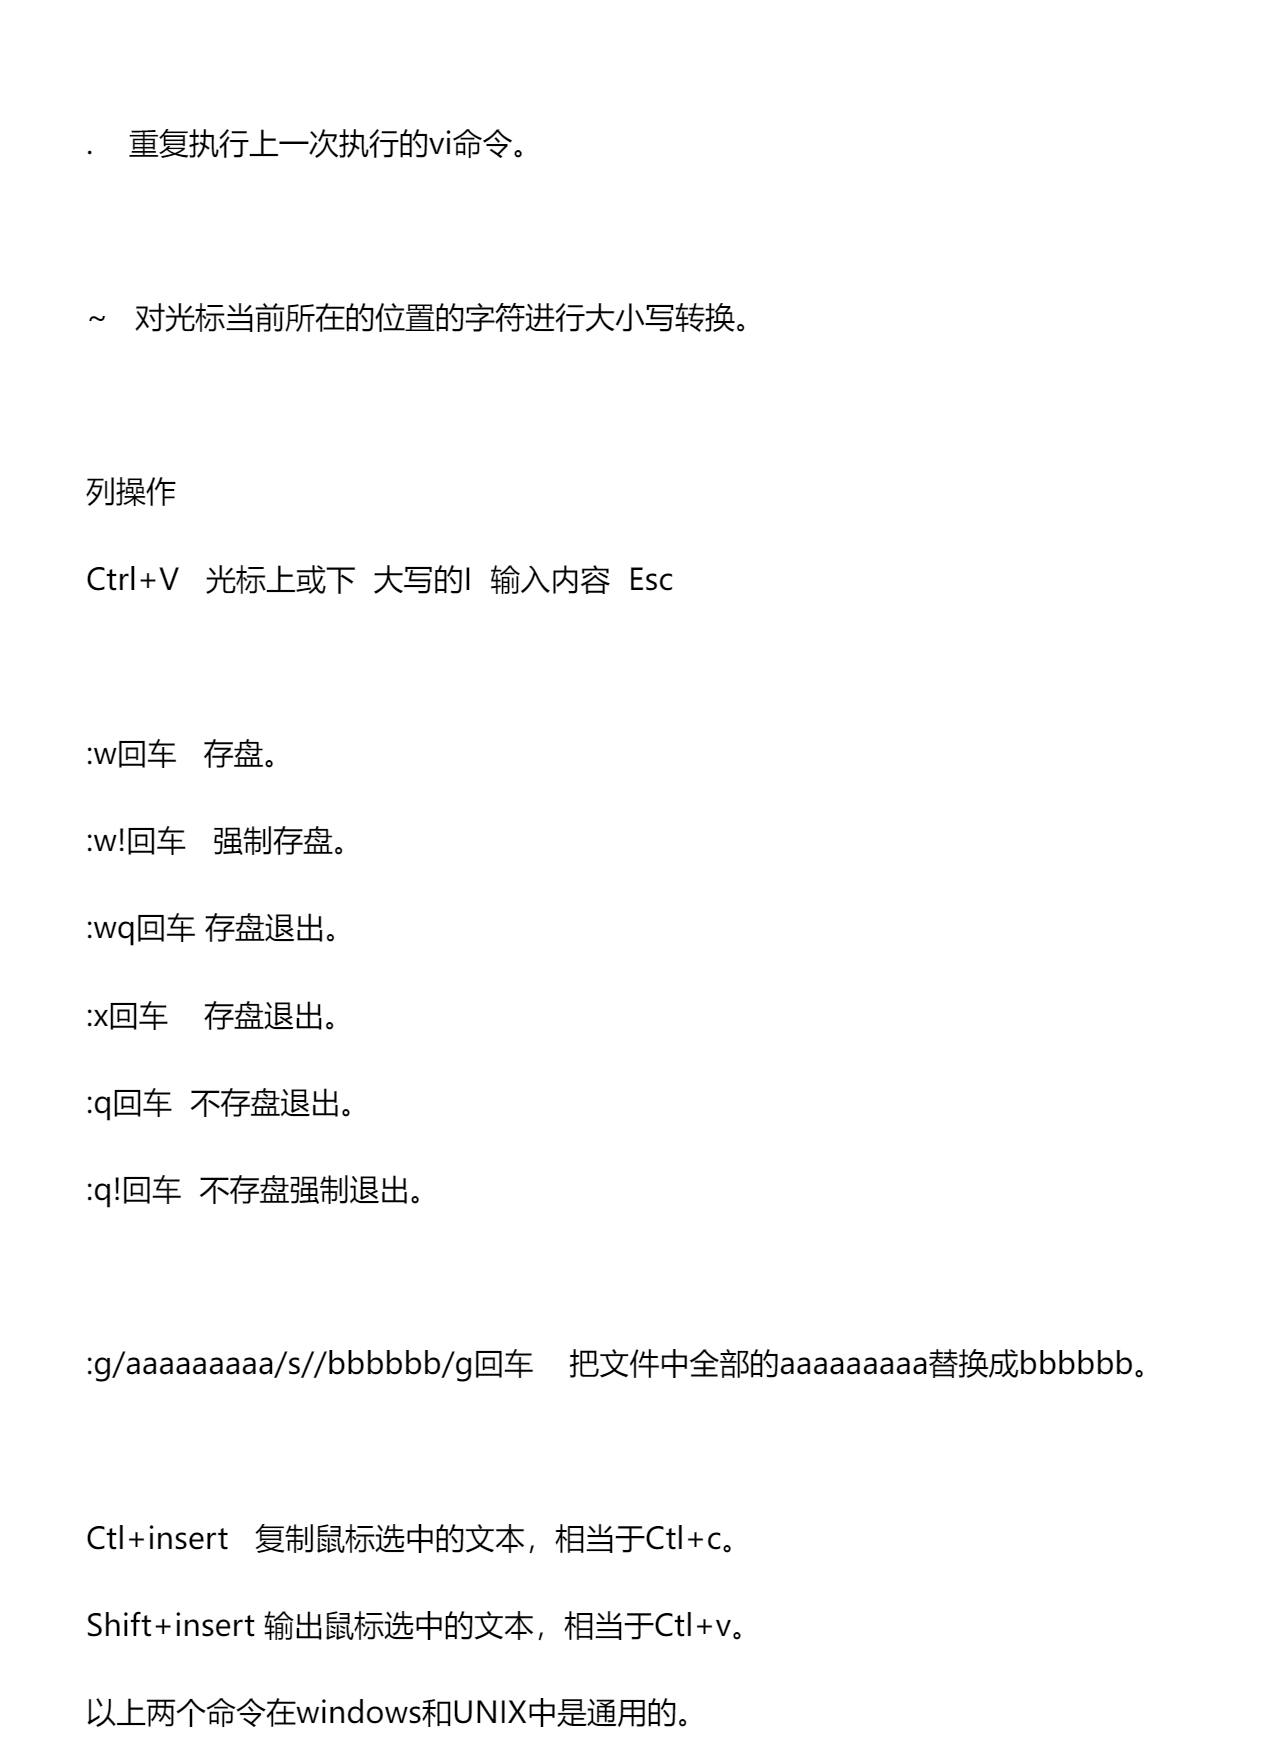 .    重复执行上一次执行的vi命令。
~   对光标当前所在的位置的字符进行大小写转换。
列操作
Ctrl+V   光标上或下  大写的I  输入内容  Esc
:w回车   存盘。
:w!回车   强制存盘。
:wq回车 存盘退出。
:x回车    存盘退出。
:q回车  不存盘退出。
:q!回车  不存盘强制退出。
:g/aaaaaaaaa/s//bbbbbb/g回车    把文件中全部的aaaaaaaaa替换成bbbbbb。
Ctl+insert   复制鼠标选中的文本，相当于Ctl+c。
Shift+insert 输出鼠标选中的文本，相当于Ctl+v。
以上两个命令在windows和UNIX中是通用的。